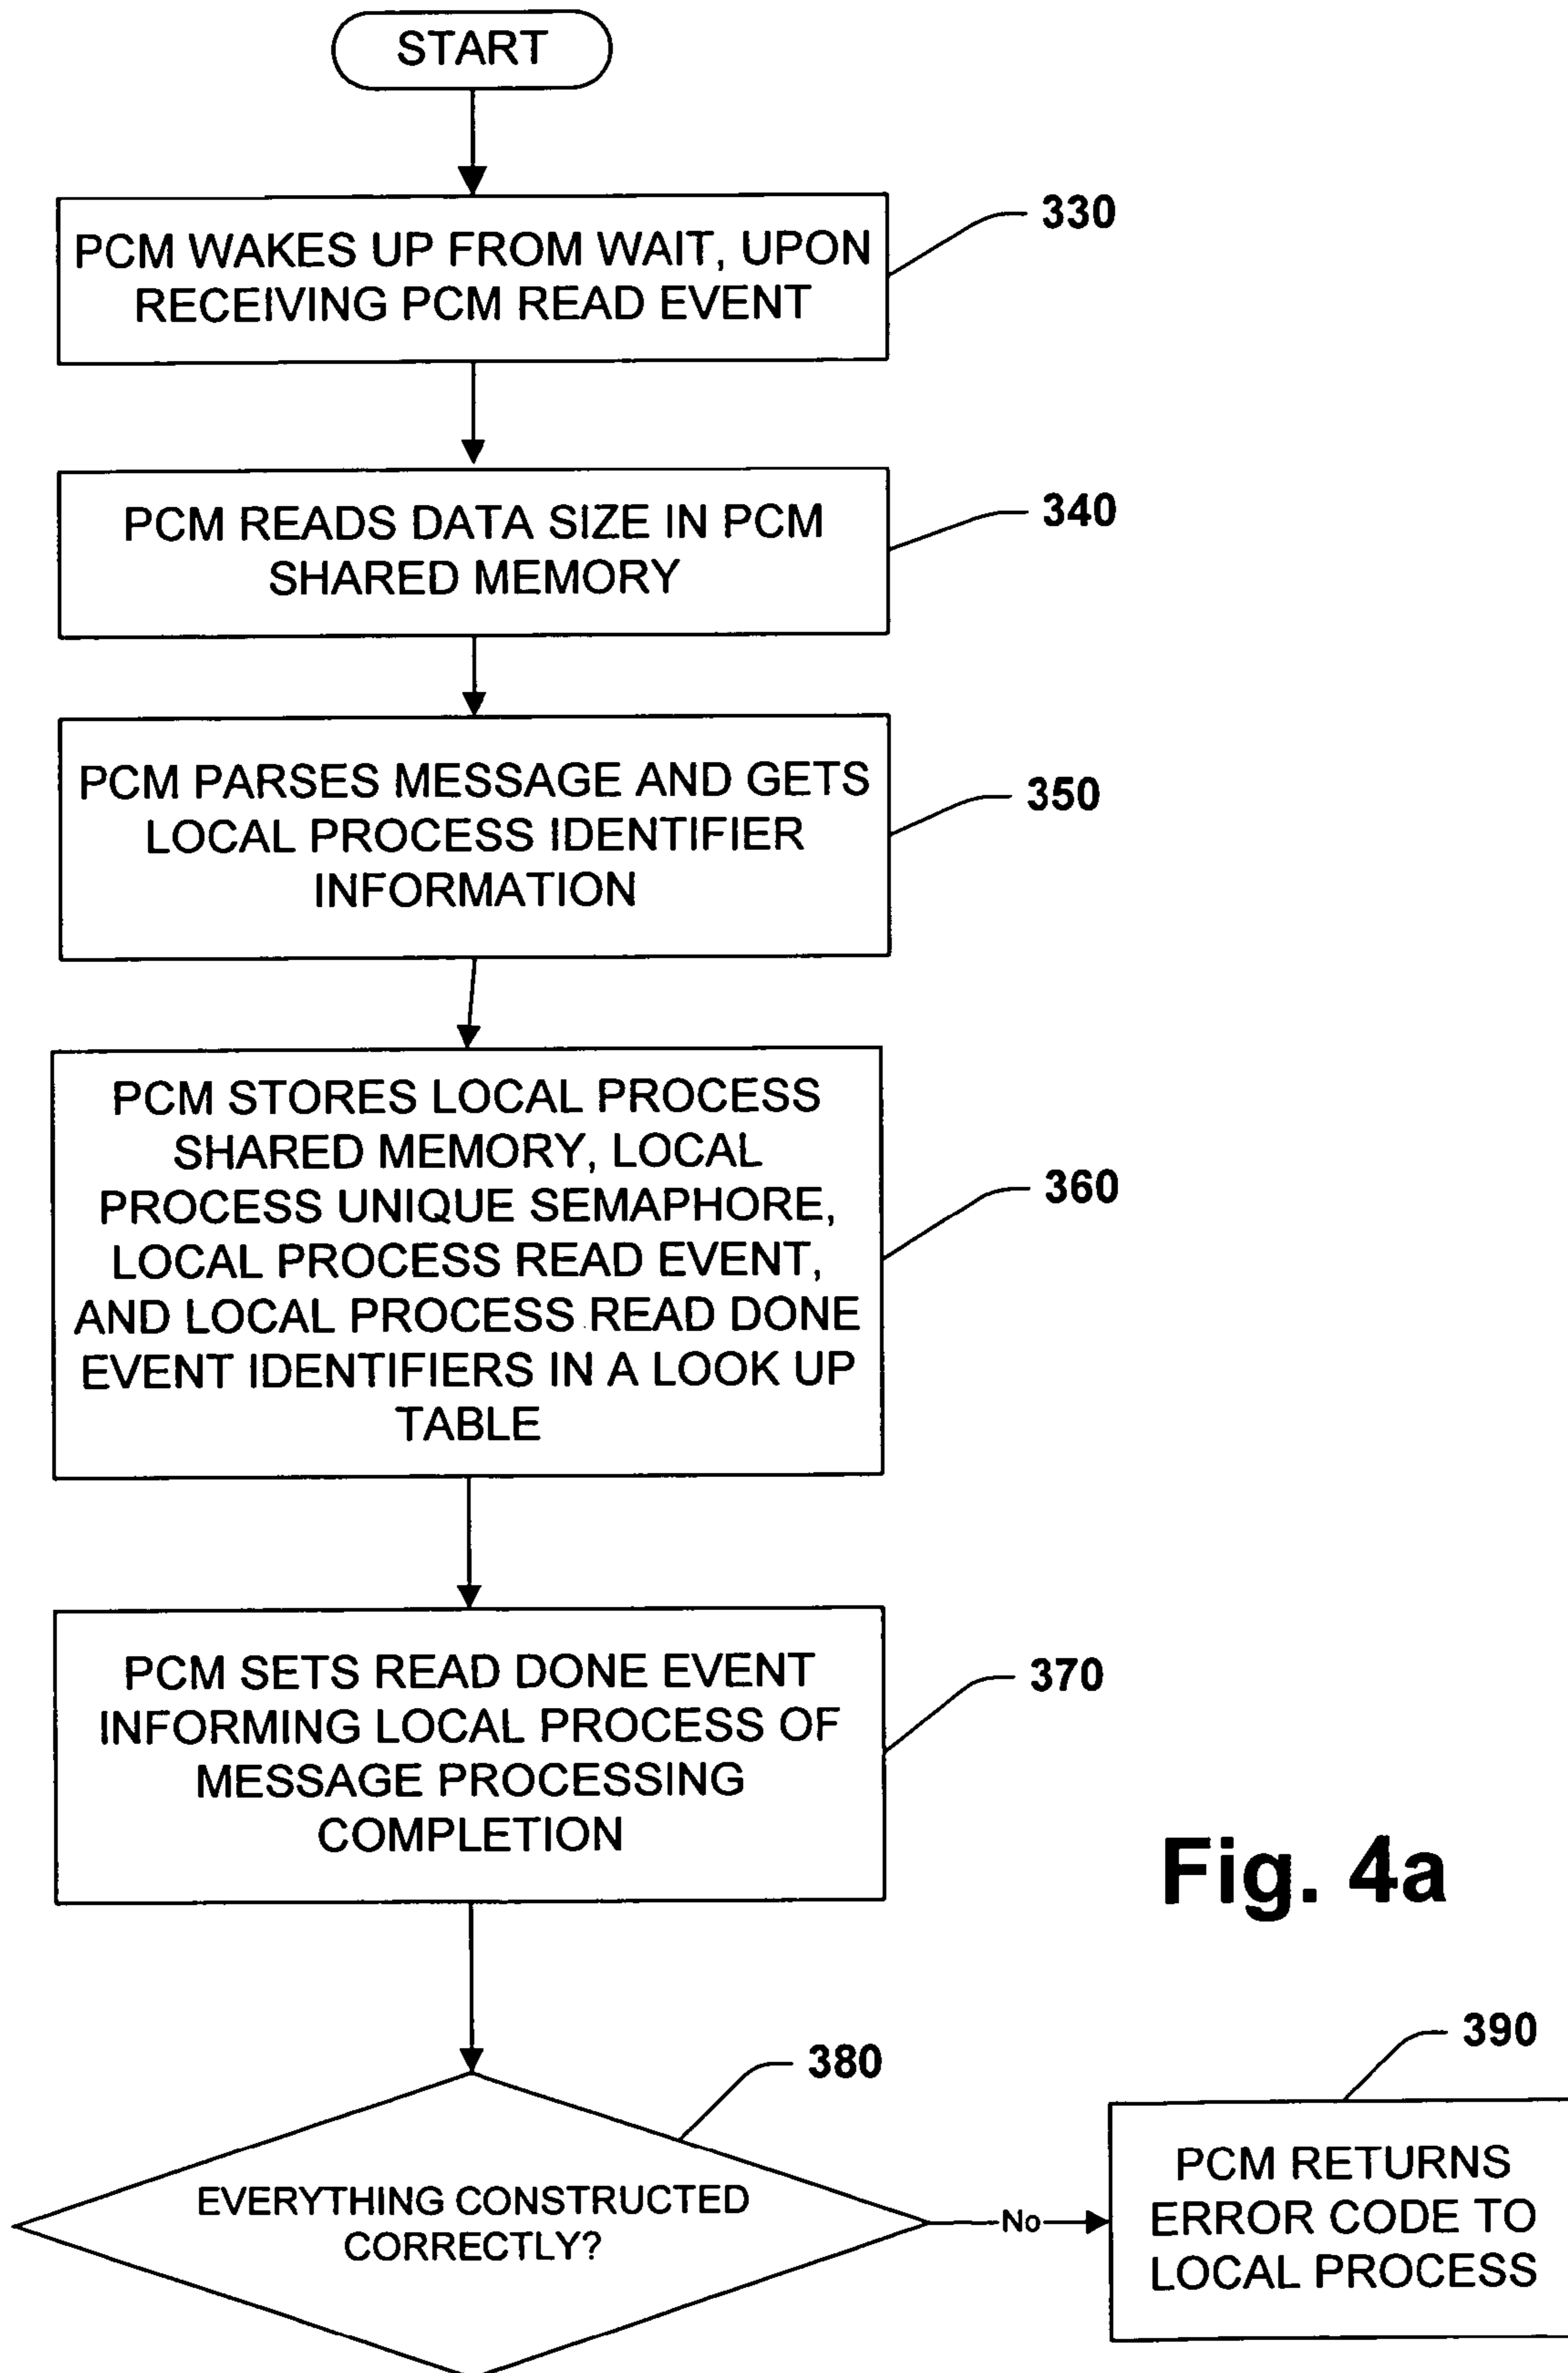 START
PCM WAKES UP FROM WAIT, UPON
RECEIVING PCM READ EVENT
330
PCM READS DATA SIZE IN PCM
SHARED MEMORY
340
PCM PARSES MESSAGE AND GETS
LOCAL PROCESS IDENTIFIER
INFORMATION
350
PCM STORES LOCAL PROCESS
SHARED MEMORY, LOCAL
PROCESS UNIQUE SEMAPHORE,
LOCAL PROCESS READ EVENT,
AND LOCAL PROCESS READ DONE
EVENT IDENTIFIERS IN A LOOK UP
TABLE
360
PCM SETS READ DONE EVENT
INFORMING LOCAL PROCESS OF
MESSAGE PROCESSING
COMPLETION
370
Fig. 4a
EVERYTHING CONSTRUCTED
CORRECTLY?
380
No
PCM RETURNS
ERROR CODE TO
LOCAL PROCESS
390